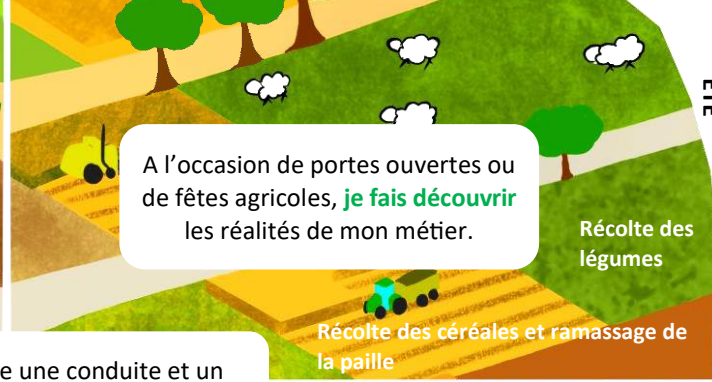 ÉTÉ
A l’occasion de portes ouvertes ou
de fêtes agricoles, je fais découvrir
les réalités de mon métier.
Récolte des
légumes
Récolte des céréales et ramassage de
la paille
une conduite et un